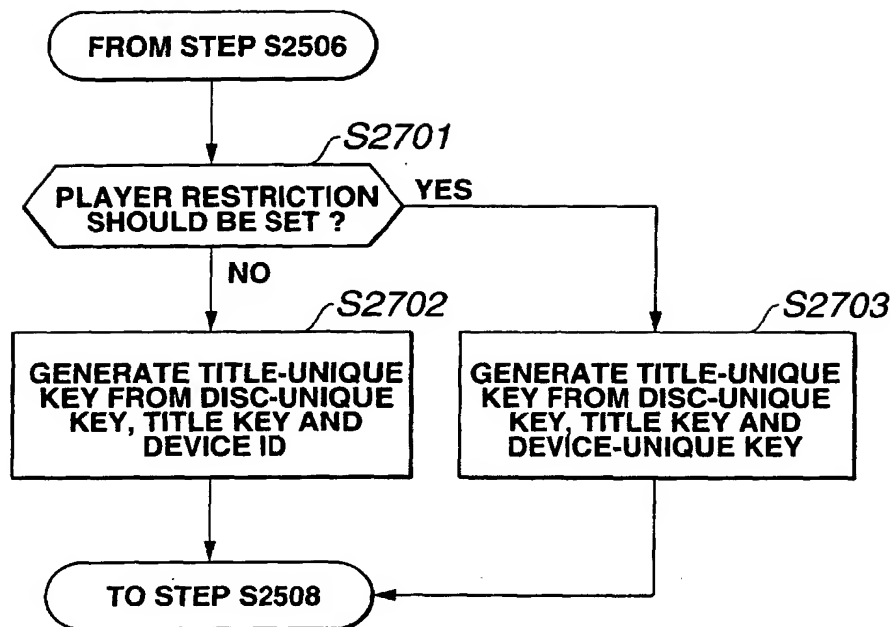 FROM STEP S2506
S2701
PLAYER RESTRICTION
SHOULD BE SET ?
YES
NO
S2702
GENERATE TITLE-UNIQUE
KEY FROM DISC-UNIQUE
KEY, TITLE KEY AND
DEVICE ID
S2703
GENERATE TITLE-UNIQUE
KEY FROM DISC-UNIQUE
KEY, TITLE KEY AND
DEVICE-UNIQUE KEY
TO STEP S2508